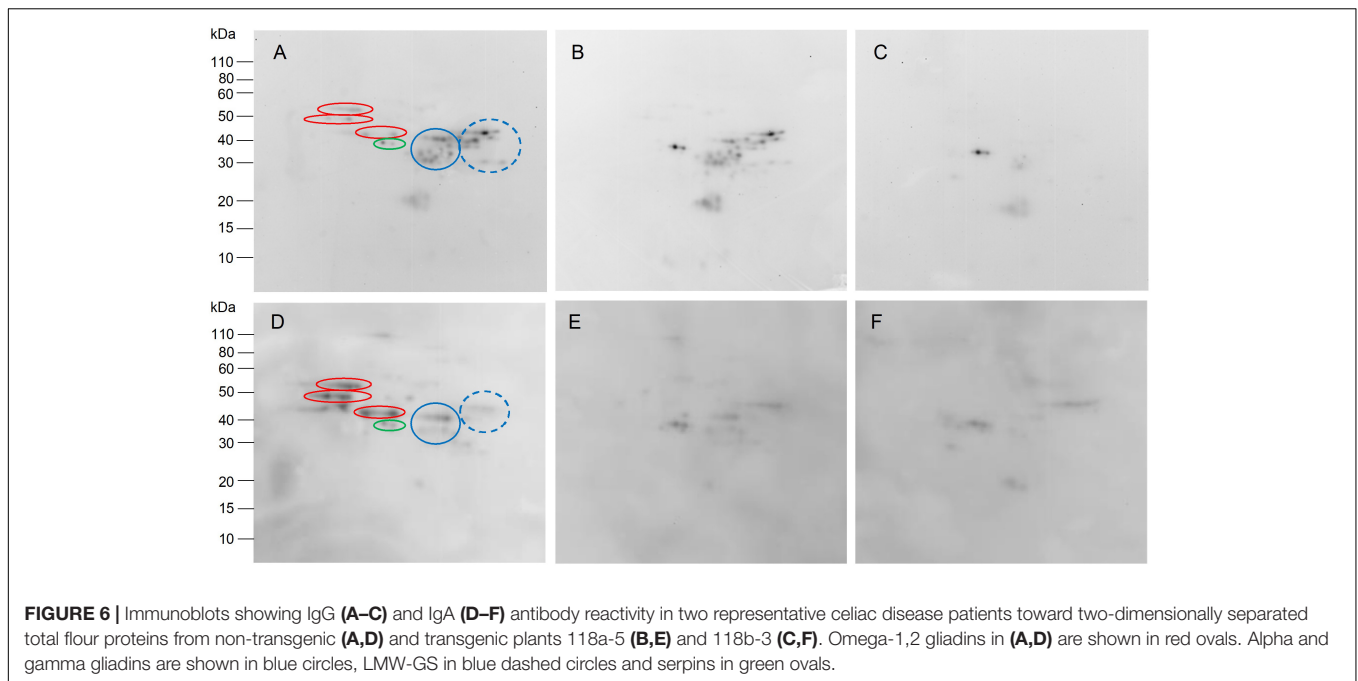 kDa
A
B
C
110
80
60
50
40
30
20
15
10
kDa
D
E
F
110
80
60
50
40
30
20
15
10
FIGURE 6 | Immunoblots showing IgG (A–C) and IgA (D–F) antibody reactivity in two representative celiac disease patients toward two-dimensionally separated
total flour proteins from non-transgenic (A,D) and transgenic plants 118a-5 (B,E) and 118b-3 (C,F). Omega-1,2 gliadins in (A,D) are shown in red ovals. Alpha and
gamma gliadins are shown in blue circles, LMW-GS in blue dashed circles and serpins in green ovals.